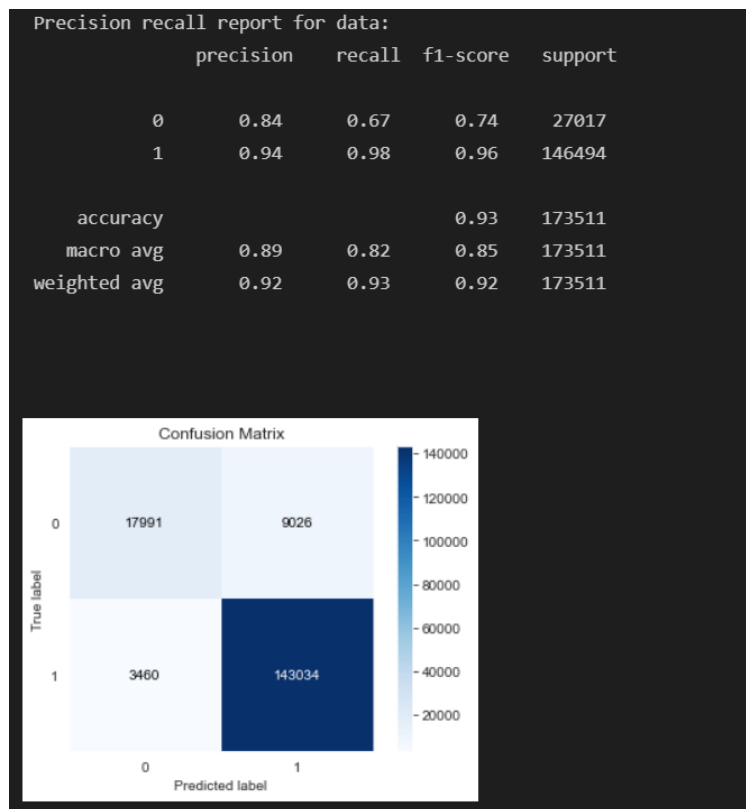 Precision recall report for data:
precision recall f1-score support
0 0.84 0.67 0.74 27017
1 0.94 0.98 0.96 146494
accuracy 0.93 173511
macro avg 0.89 0.82 0.85 173511
weighted avg 0.92 0.93 0.92 173511
Confusion Matrix
140000
120000
100000
80000
60000
40000
20000
True label
0 17991 9026
1 3460 143034
0 1
Predicted label